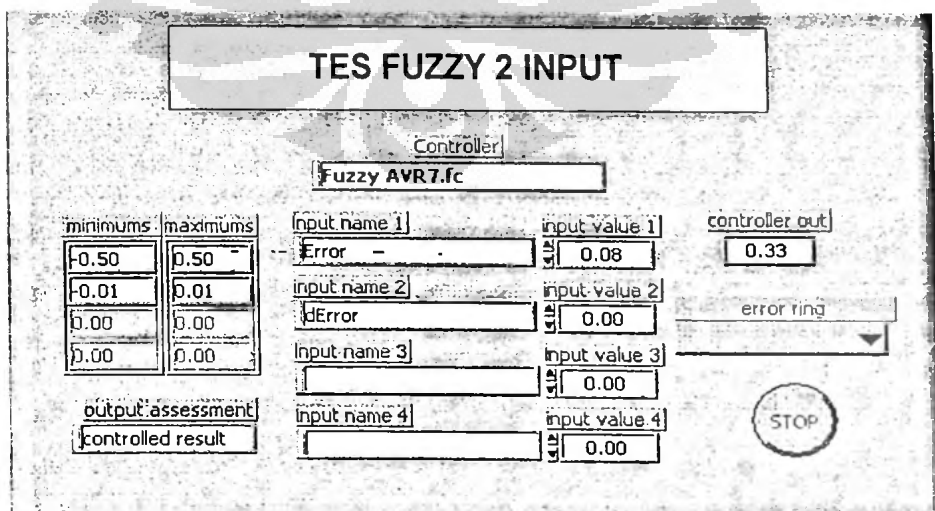 TES FUZZY 2 INPUT
Controller
Fuzzy AVR7.fc
minimums maximums
-0.50 0.50
-0.01 0.01
0.00 0.00
0.00 0.00
output assessment
controlled result
input name 1 input value 1
Error 0.08
input name 2 input value 2
dError 0.00
input name 3 input value 3
0.00
input name 4 input value 4
0.00
controller out
0.33
error ring
STOP